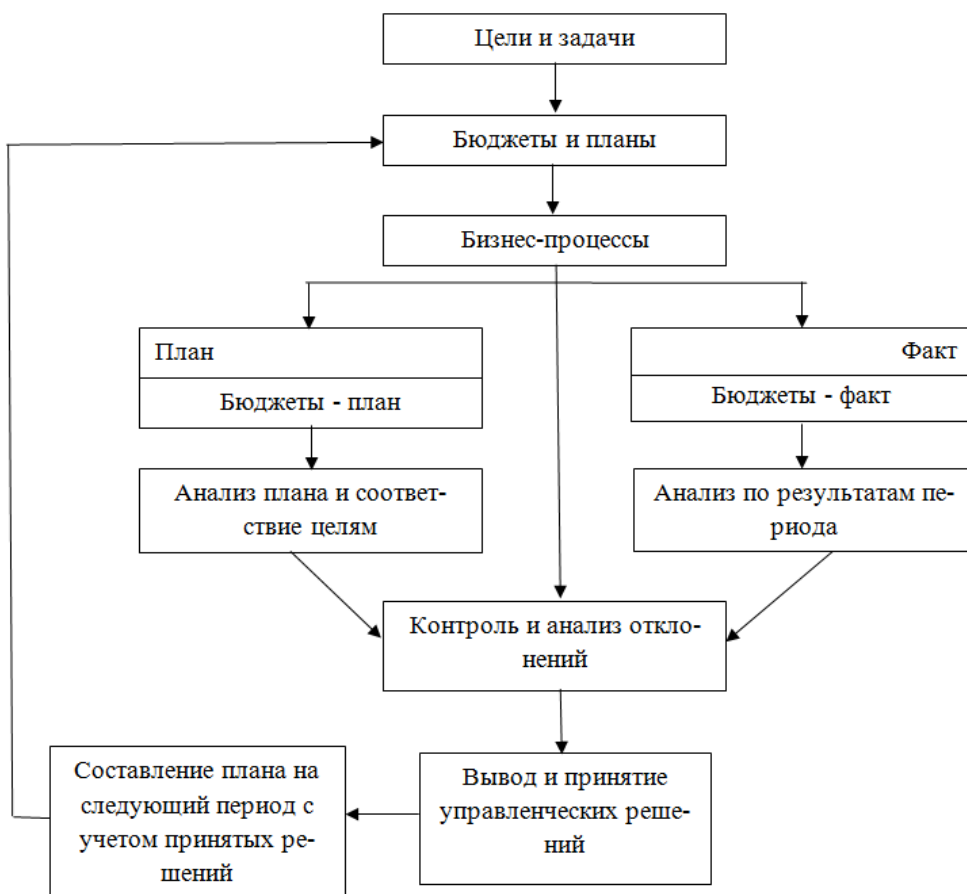 Цели и задачи
Бюджеты и планы
Бизнес-процессы
План
Бюджеты - план
Факт
Бюджеты - факт
Анализ плана и соответ-
ствие целям
Анализ по результатам пе-
риода
Контроль и анализ откло-
нений
Вывод и принятие
управленческих реше-
ний
Составление плана на
следующий период с
учетом принятых ре-
шений